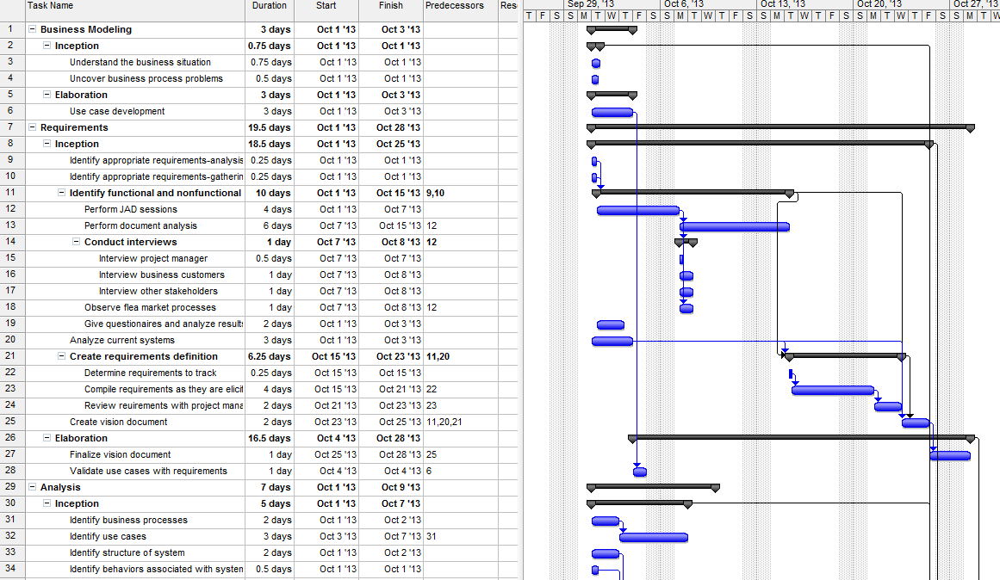 Task Name Duration Start Finish Predecessors Res Sep 29, '13 Oct 6, '13 Oct 13, '13 Oct 20, '13 Oct 27, '13
T F S S M T W T F S S M T W T F S S M T W T F S S M T W T F S S M T W
1 Business Modeling 3 days Oct 1 '13 Oct 3 '13
2 Inception 0.75 days Oct 1 '13 Oct 1 '13
3 Understand the business situation 0.75 days Oct 1 '13 Oct 1 '13
4 Uncover business process problems 0.5 days Oct 1 '13 Oct 1 '13
5 Elaboration 3 days Oct 1 '13 Oct 3 '13
6 Use case development 3 days Oct 1 '13 Oct 3 '13
7 Requirements 19.5 days Oct 1 '13 Oct 28 '13
8 Inception 18.5 days Oct 1 '13 Oct 25 '13
9 Identify appropriate requirements-analysis 0.25 days Oct 1 '13 Oct 1 '13
10 Identify appropriate requirements-gatherin 0.25 days Oct 1 '13 Oct 1 '13
11 Identify functional and nonfunctional 10 days Oct 1 '13 Oct 15 '13 9,10
12 Perform JAD sessions 4 days Oct 1 '13 Oct 7 '13
13 Perform document analysis 6 days Oct 7 '13 Oct 15 '13 12
14 Conduct interviews 1 day Oct 7 '13 Oct 8 '13 12
15 Interview project manager 0.5 days Oct 7 '13 Oct 7 '13
16 Interview business customers 1 day Oct 7 '13 Oct 8 '13
17 Interview other stakeholders 1 day Oct 7 '13 Oct 8 '13
18 Observe flea market processes 1 day Oct 7 '13 Oct 8 '13 12
19 Give questionaires and analyze results 2 days Oct 1 '13 Oct 3 '13
20 Analyze current systems 3 days Oct 1 '13 Oct 3 '13
21 Create requirements definition 6.25 days Oct 15 '13 Oct 23 '13 11,20
22 Determine requirements to track 0.25 days Oct 15 '13 Oct 15 '13
23 Compile requirements as they are elici 4 days Oct 15 '13 Oct 21 '13 22
24 Review reuirements with project mana 2 days Oct 21 '13 Oct 23 '13 23
25 Create vision document 2 days Oct 23 '13 Oct 25 '13 11,20,21
26 Elaboration 16.5 days Oct 4 '13 Oct 28 '13
27 Finalize vision document 1 day Oct 25 '13 Oct 28 '13 25
28 Validate use cases with requirements 1 day Oct 4 '13 Oct 4 '13 6
29 Analysis 7 days Oct 1 '13 Oct 9 '13
30 Inception 5 days Oct 1 '13 Oct 7 '13
31 Identify business processes 2 days Oct 1 '13 Oct 2 '13
32 Identify use cases 3 days Oct 3 '13 Oct 7 '13 31
33 Identify structure of system 2 days Oct 1 '13 Oct 2 '13
34 Identify behaviors associated with system 0.5 days Oct 1 '13 Oct 1 '13